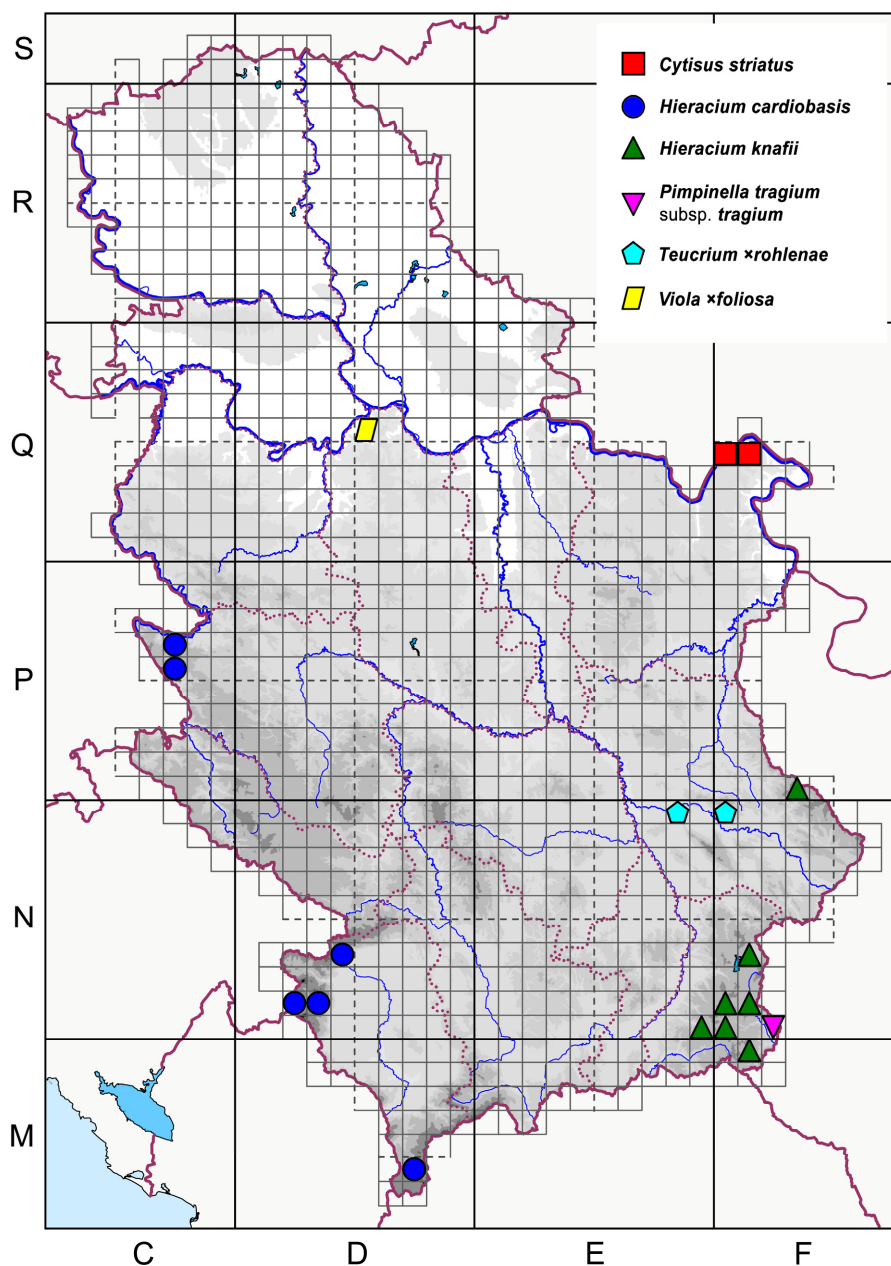 S
R
Q
P
N
M
C
D
E
F
Cytisus striatus
Hieracium cardiobasis
Hieracium knafii
Pimpinella tragium
subsp. tragium
Teucrium ×rohlenae
Viola ×foliosa